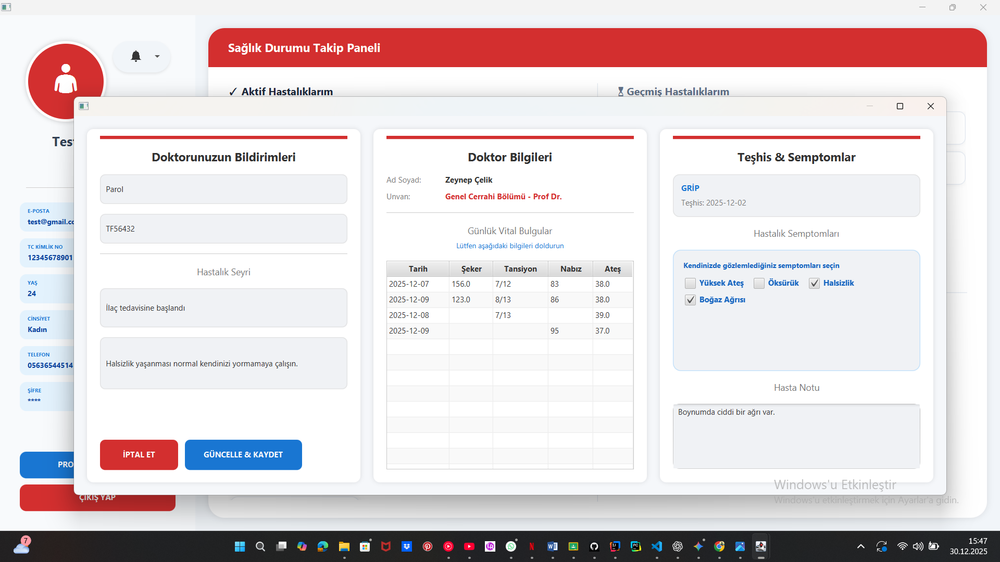 Sağlık Durumu Takip Paneli
✓ Aktif Hastalıklarım
Geçmiş Hastalıklarım
E-POSTA
TC KİMLİK NO
12345678901
YAŞ
24
CİNSİYET
Kadın
TELEFON
05636544514
ŞİFRE
****
ÇIKIŞ YAP
Doktorunuzun Bildirimleri
Parol
TF56432
Hastalık Seyri
İlaç tedavisine başlandı
Halsizlik yaşanması normal kendinizi yormamaya çalışın.
İPTAL ET
GÜNCELLE & KAYDET
Doktor Bilgileri
Ad Soyad: Zeynep Çelik
Unvan: Genel Cerrahi Bölümü - Prof Dr.
Günlük Vital Bulgular
Lütfen aşağıdaki bilgileri doldurun
Tarih Şeker Tansiyon Nabız Ateş
2025-12-07 156.0 7/12 83 38.0
2025-12-09 123.0 8/13 86 38.0
2025-12-08 7/13 39.0
2025-12-09 95 37.0
Teşhis & Semptomlar
GRİP
Teşhis: 2025-12-02
Hastalık Semptomları
Kendinizde gözlemlediğiniz semptomları seçin
Yüksek Ateş Öksürük Halsizlik
Boğaz Ağrısı
Hasta Notu
Boynumda ciddi bir ağrı var.
Windows'u Etkinleştir
Windows'u etkinleştirmek için Ayarlar'a gidin.
7
15:47
30.12.2025